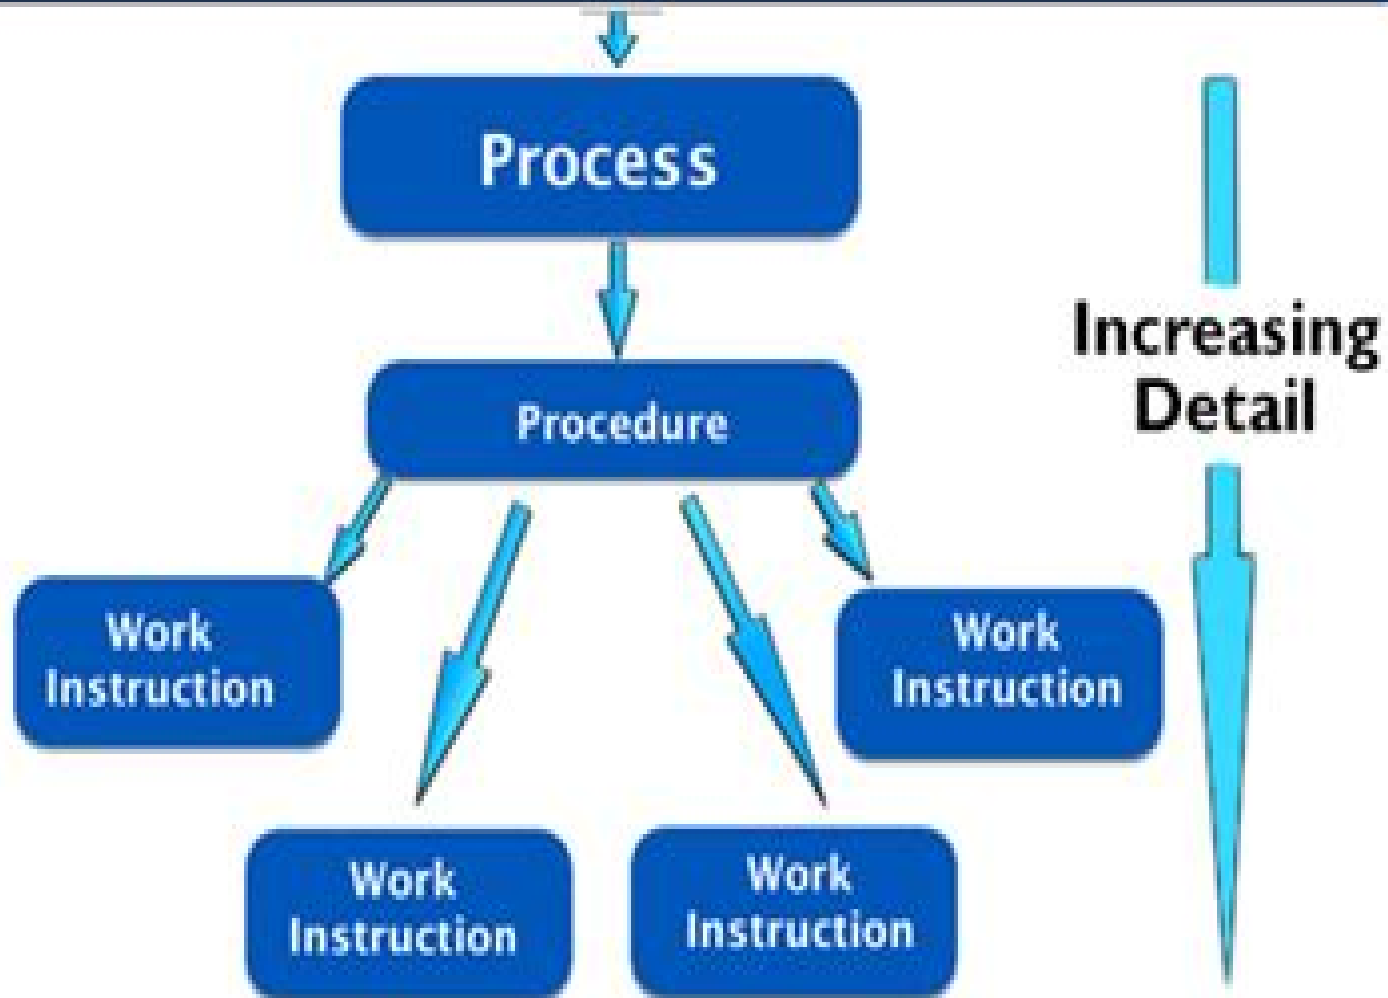 Process
Increasing
Detail
Procedure
Work
Instruction
Work
Instruction
Work
Instruction
Work
Instruction